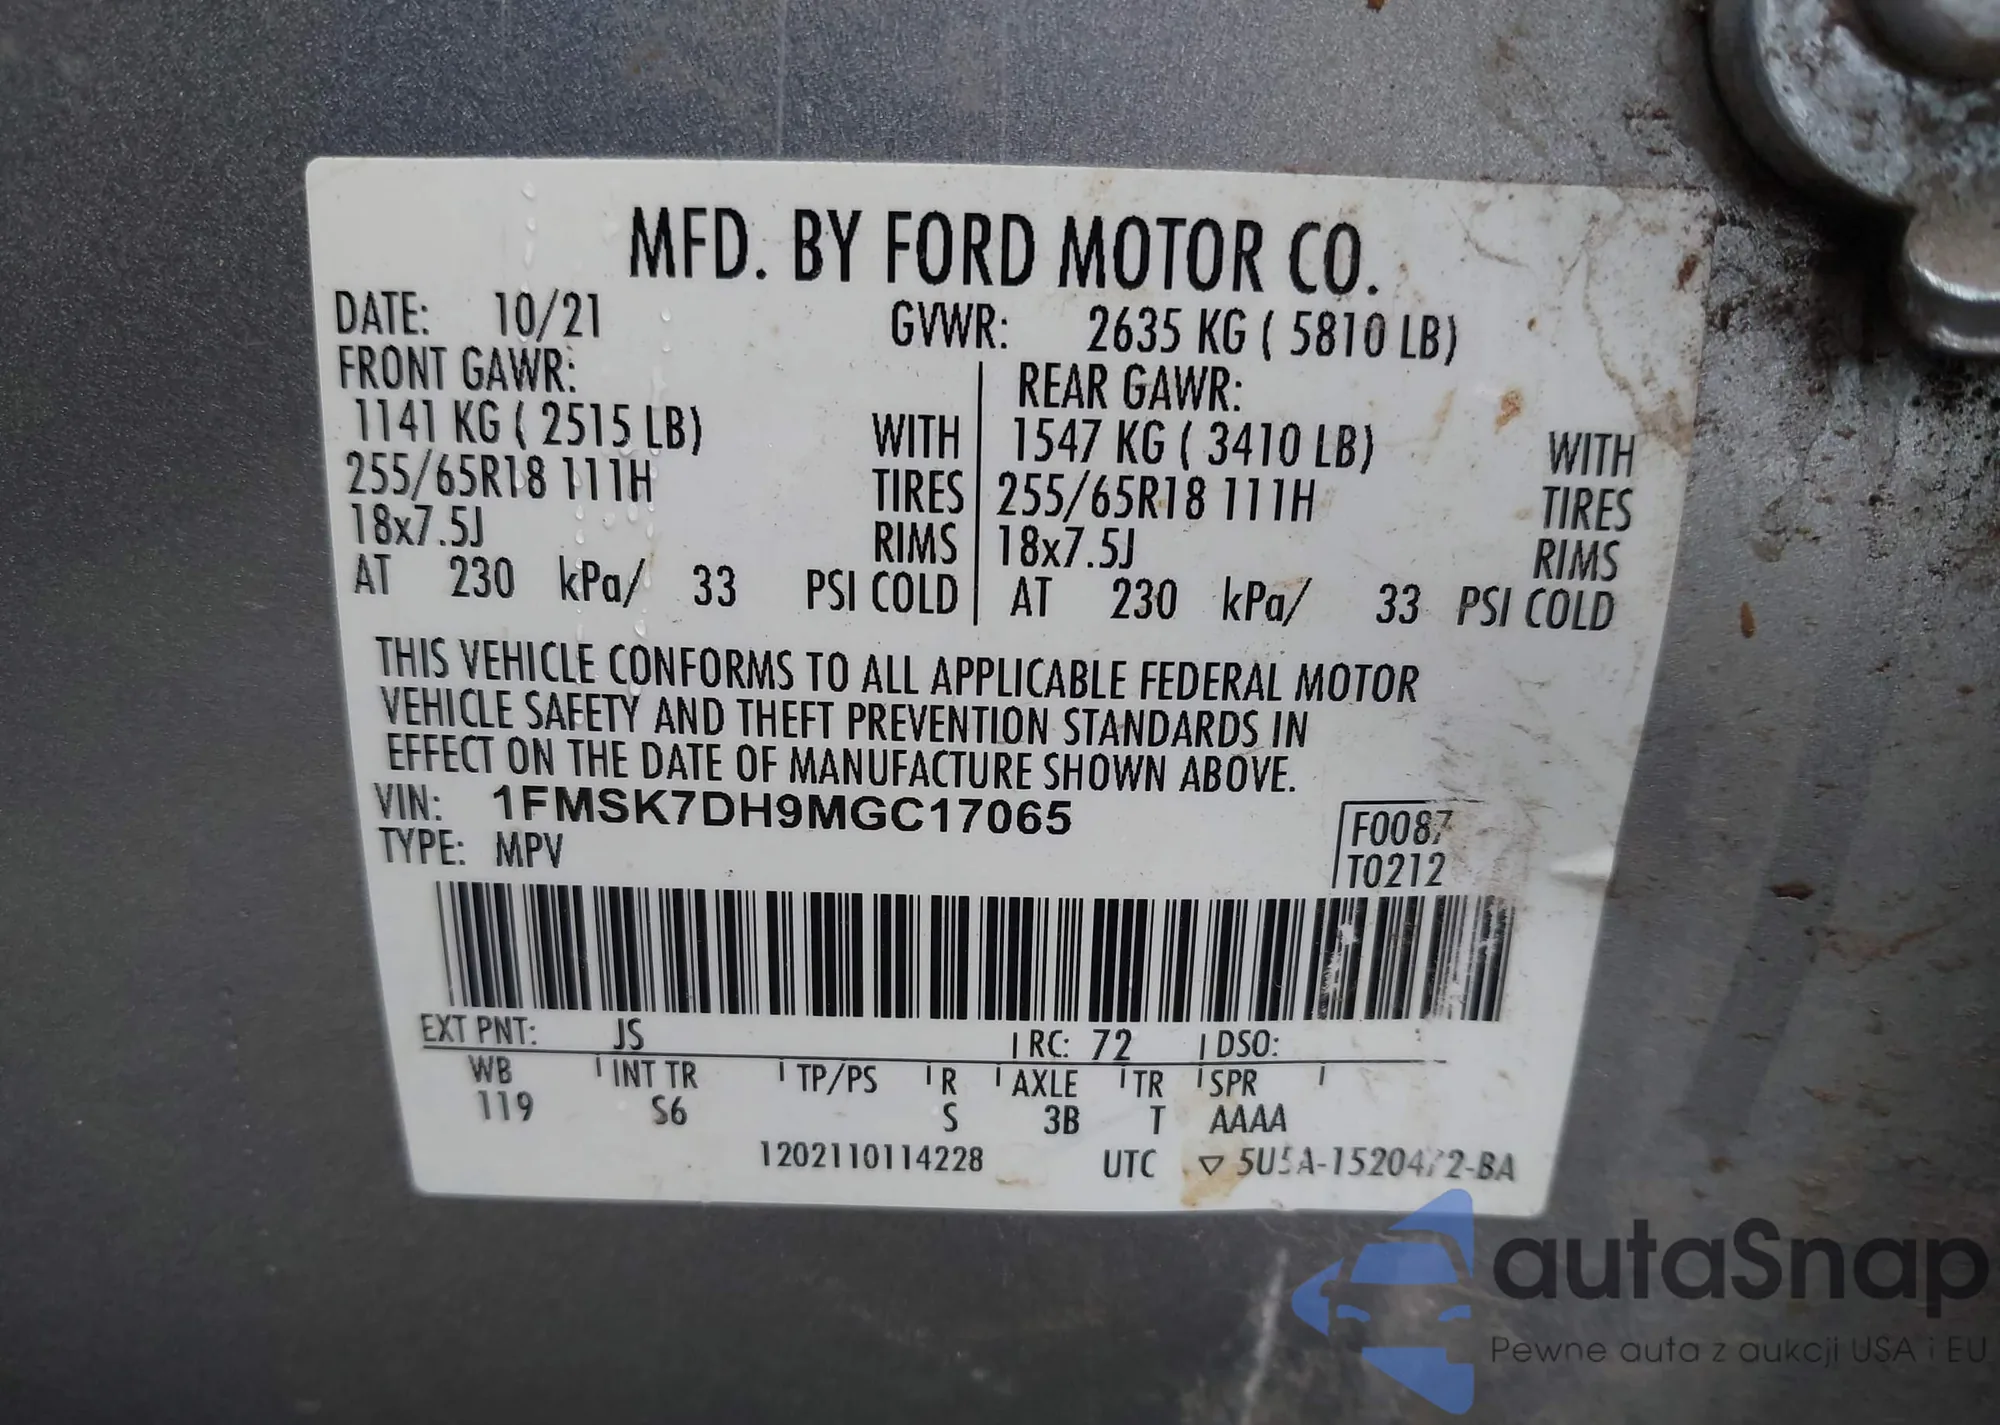 MFD. BY FORD MOTOR CO.
DATE: 10/21 GVWR: 2635 KG ( 5810 LB)
FRONT GAWR: REAR GAWR:
1141 KG ( 2515 LB) WITH 1547 KG ( 3410 LB) WITH
255/65R18 111H TIRES 255/65R18 111H TIRES
18x7.5J RIMS 18x7.5J RIMS
AT 230 kPa/ 33 PSI COLD AT 230 kPa/ 33 PSI COLD
THIS VEHICLE CONFORMS TO ALL APPLICABLE FEDERAL MOTOR
VEHICLE SAFETY AND THEFT PREVENTION STANDARDS IN
EFFECT ON THE DATE OF MANUFACTURE SHOWN ABOVE.
VIN: 1FMSK7DH9MGC17065 F0087
TYPE: MPV T0212
EXT PNT: JS RC: 72 DSO:
WB INT TR TP/PS R AXLE TR SPR
119 S6 S 3B T AAAA
1202110114228 UTC
autaSnap
Pewne auta z aukcji USA i EU